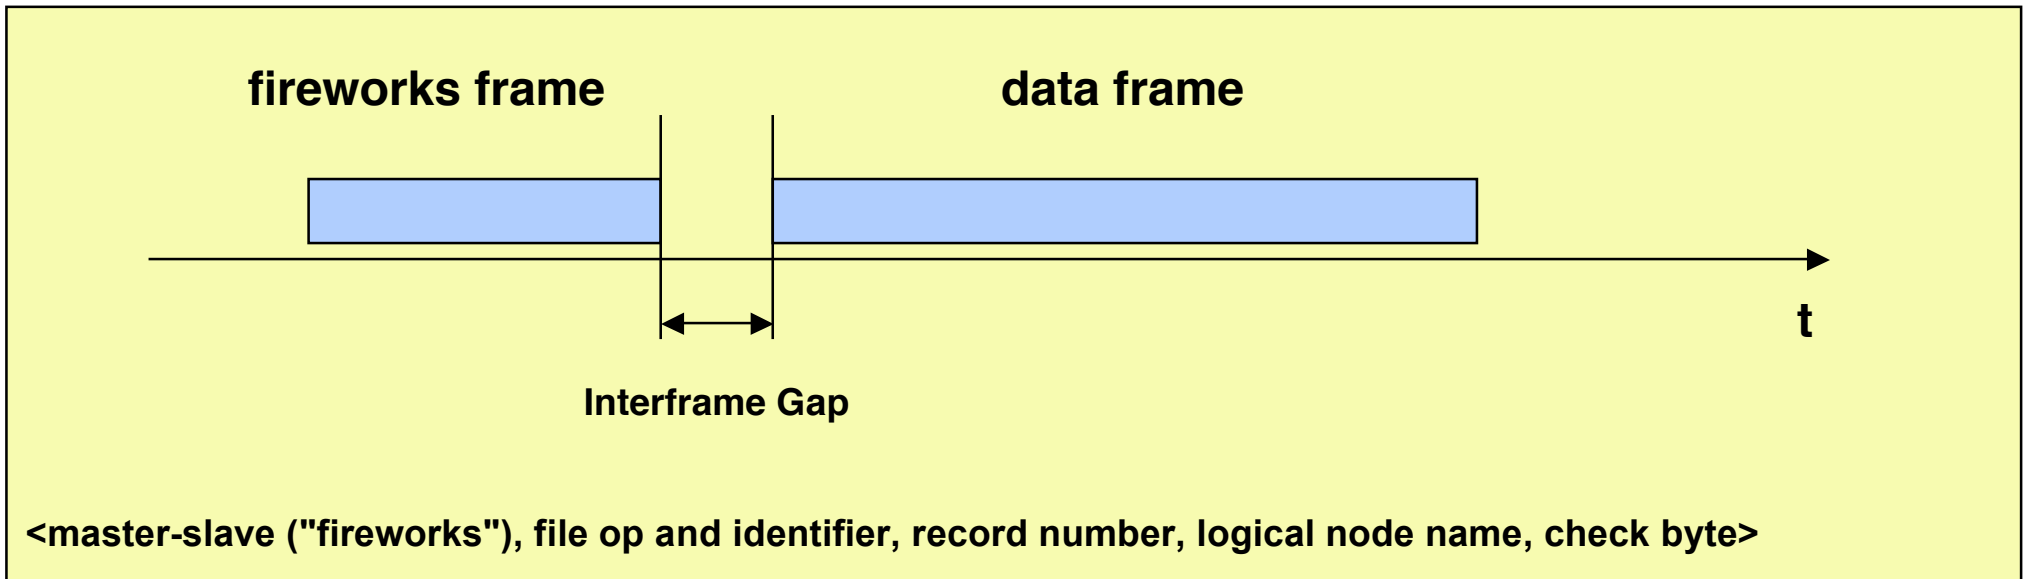 fireworks frame data frame
t
Interframe Gap
<master-slave ("fireworks"), file op and identifier, record number, logical node name, check byte>